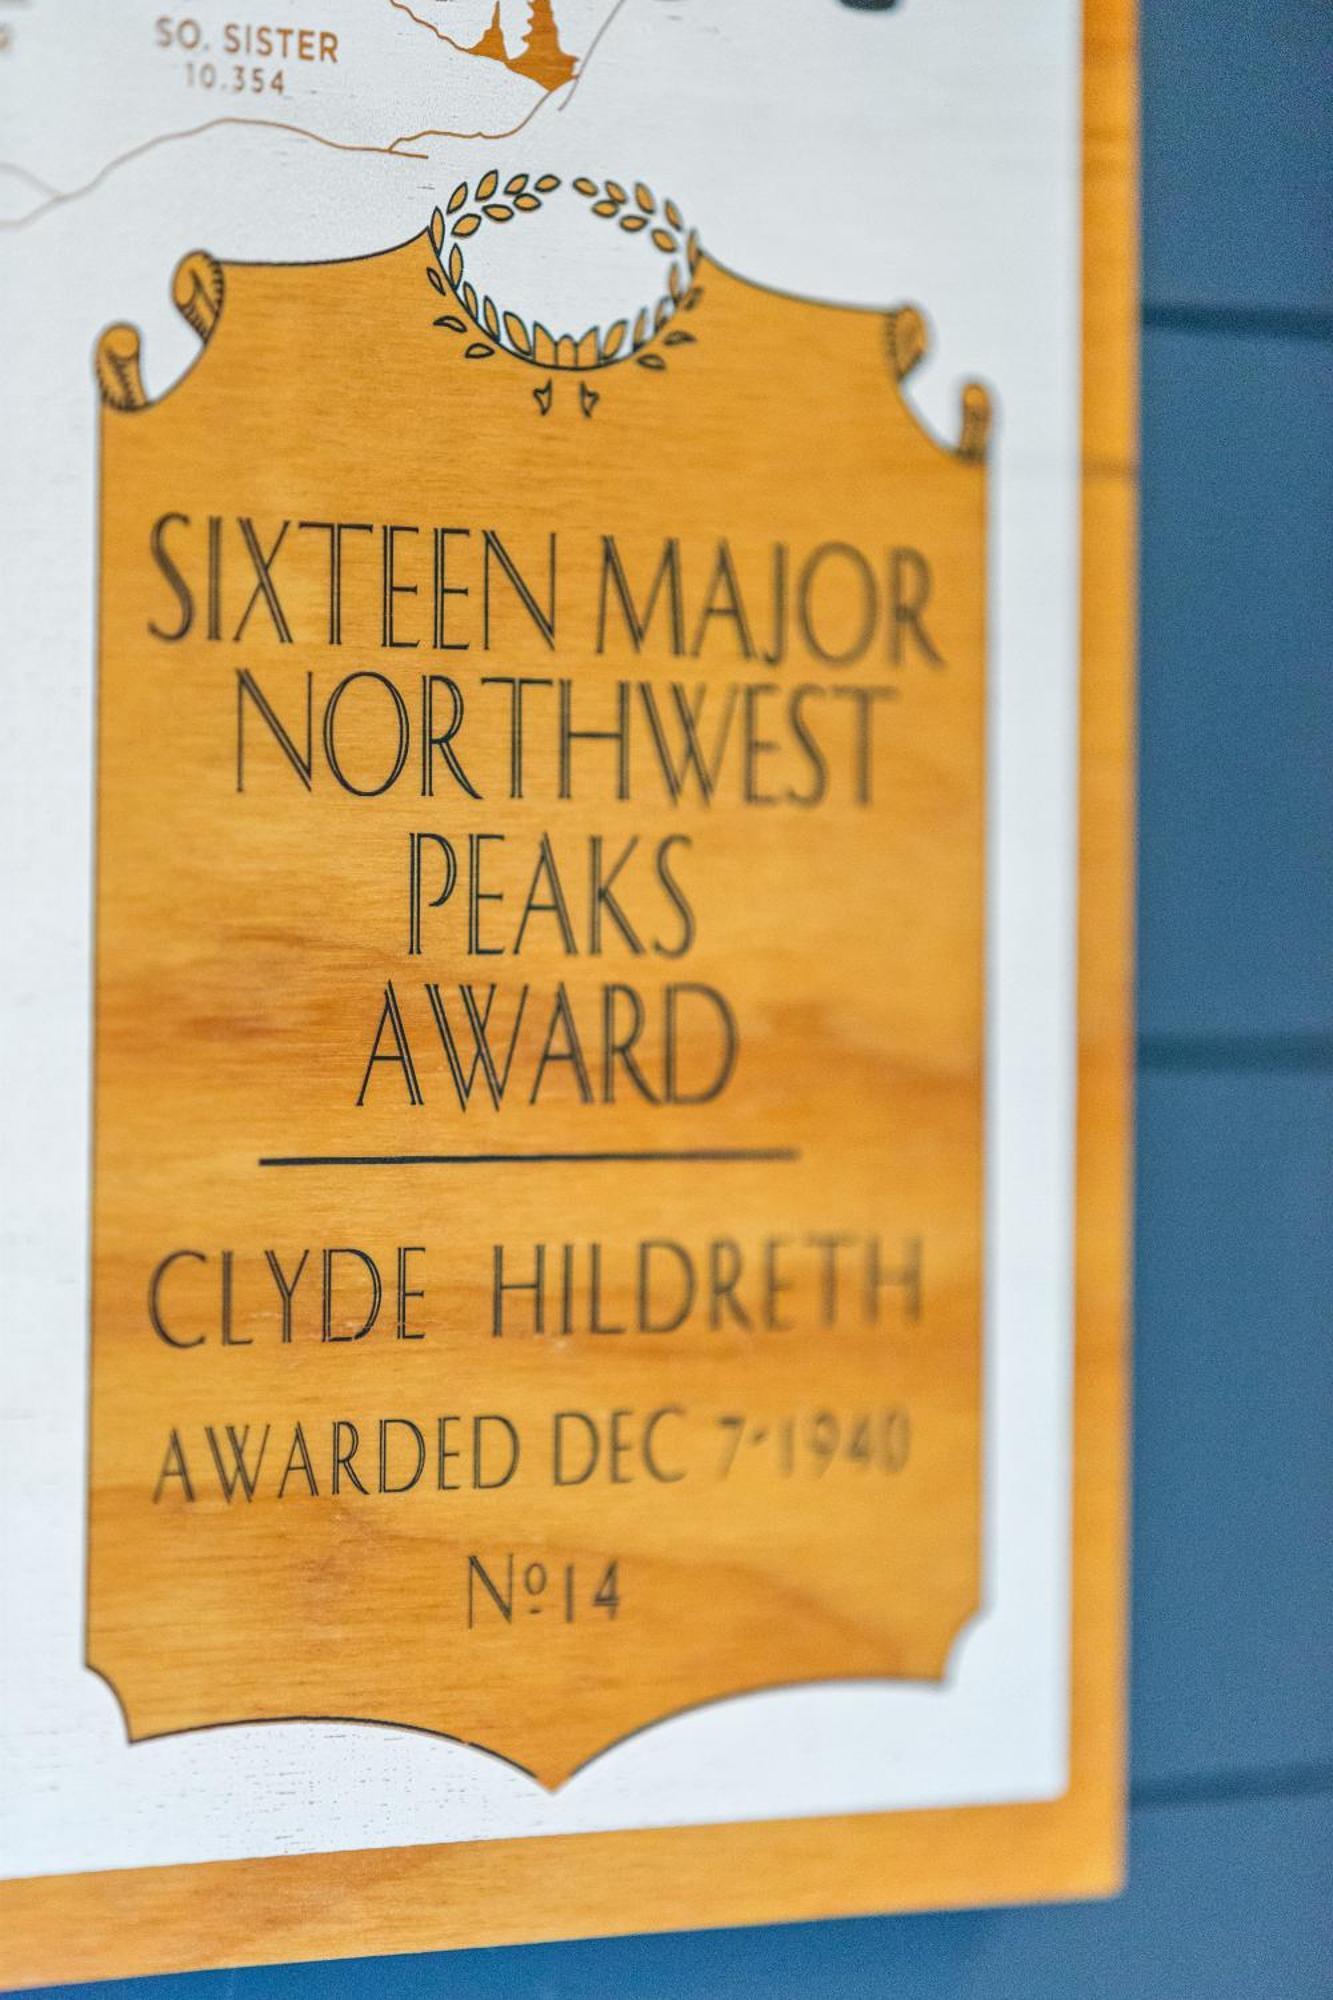 SO. SISTER
10.354
SIXTEEN MAJOR
NORTHWEST
PEAKS
AWARD
CLYDE HILDRETH
AWARDED DEC 7-1940
Nº14